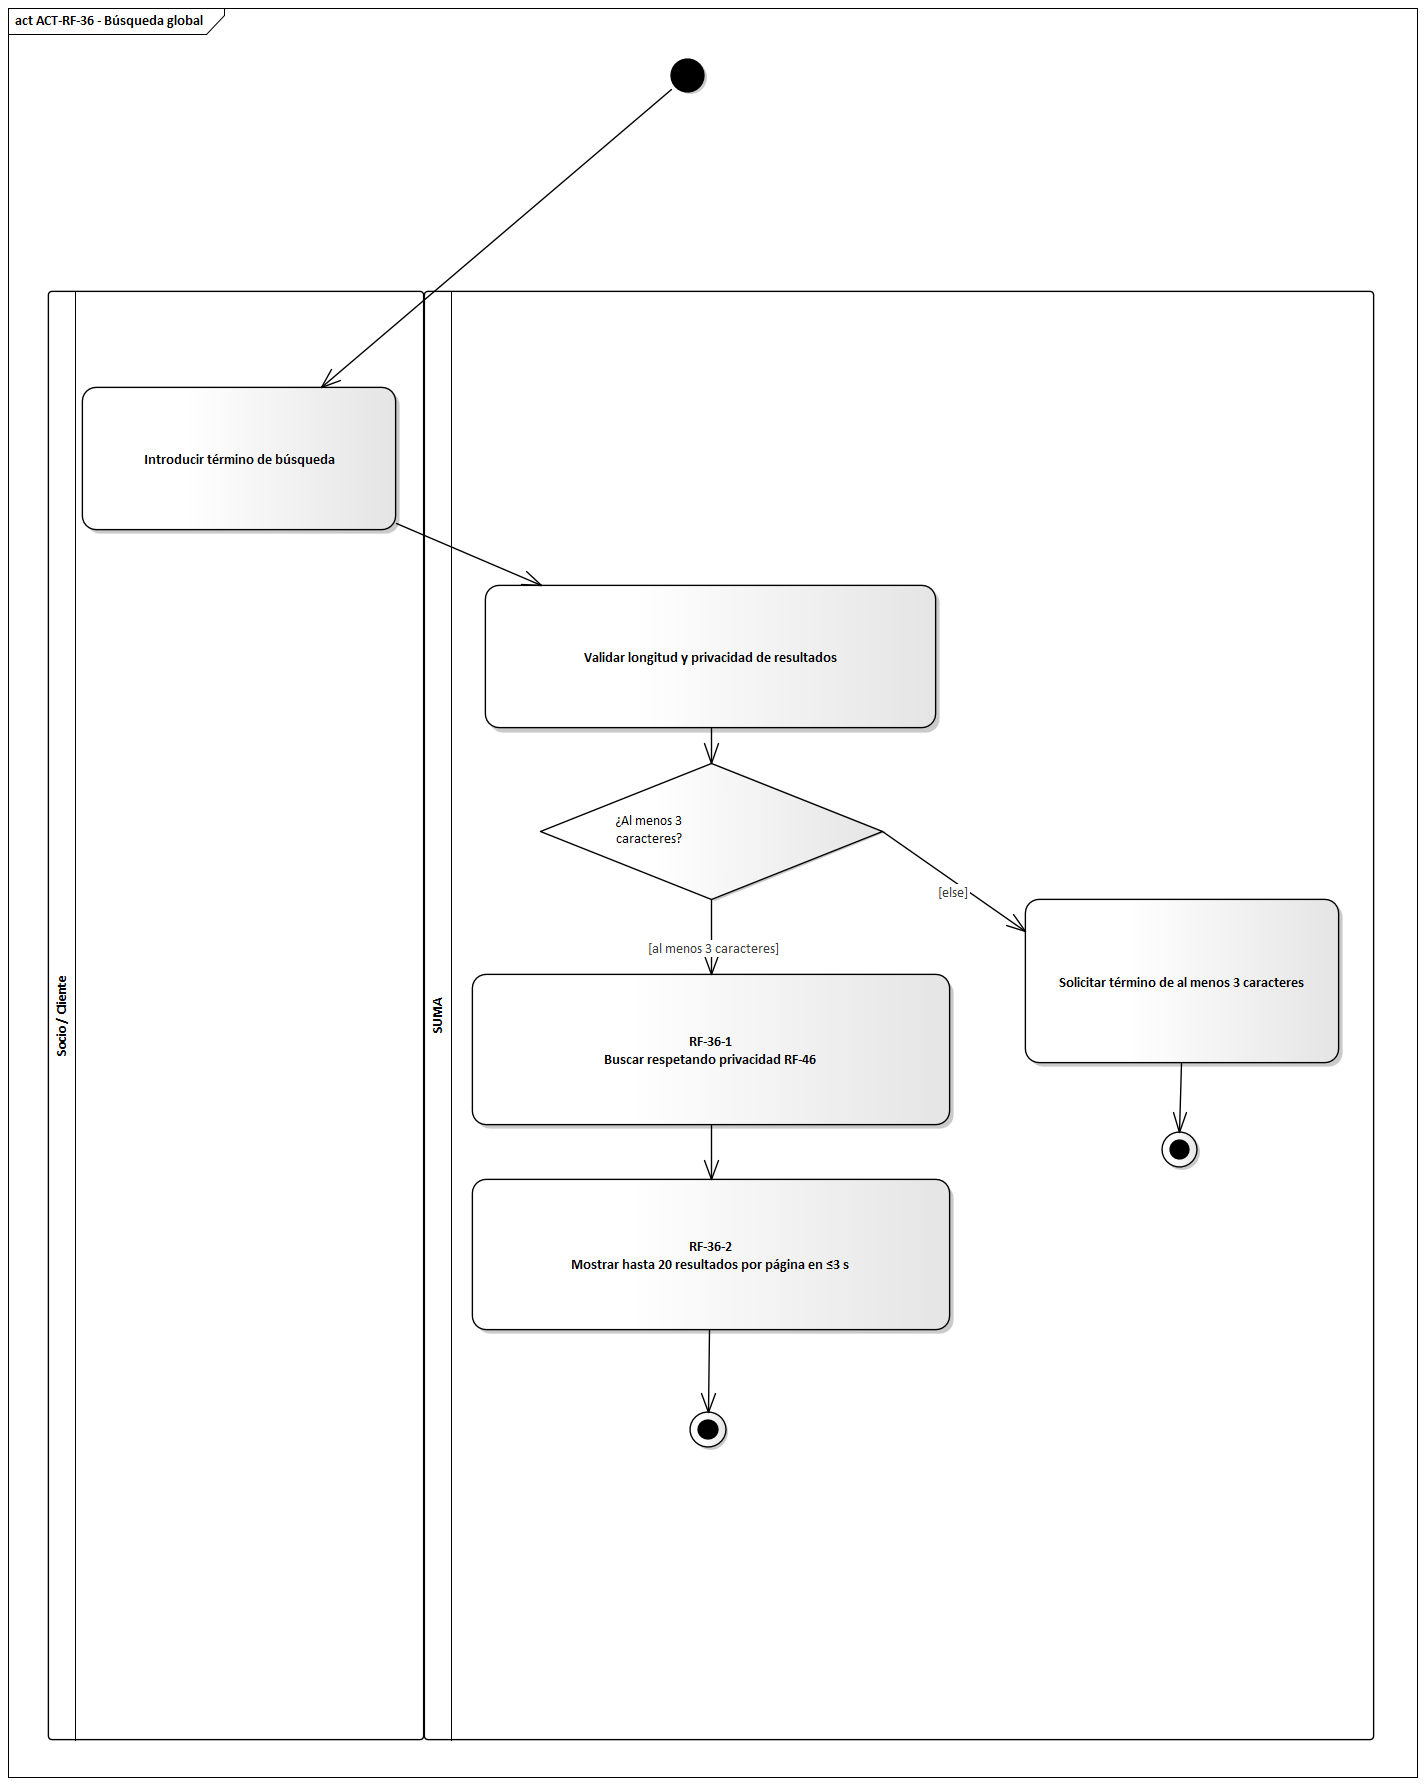 act ACT-RF-36 - Búsqueda global
Introducir término de búsqueda
Validar longitud y privacidad de resultados
¿Al menos 3
caracteres?
[else]
[al menos 3 caracteres]
Solicitar término de al menos 3 caracteres
Socio / Cliente
SUMA
RF-36-1
Buscar respetando privacidad RF-46
RF-36-2
Mostrar hasta 20 resultados por página en ≤3 s